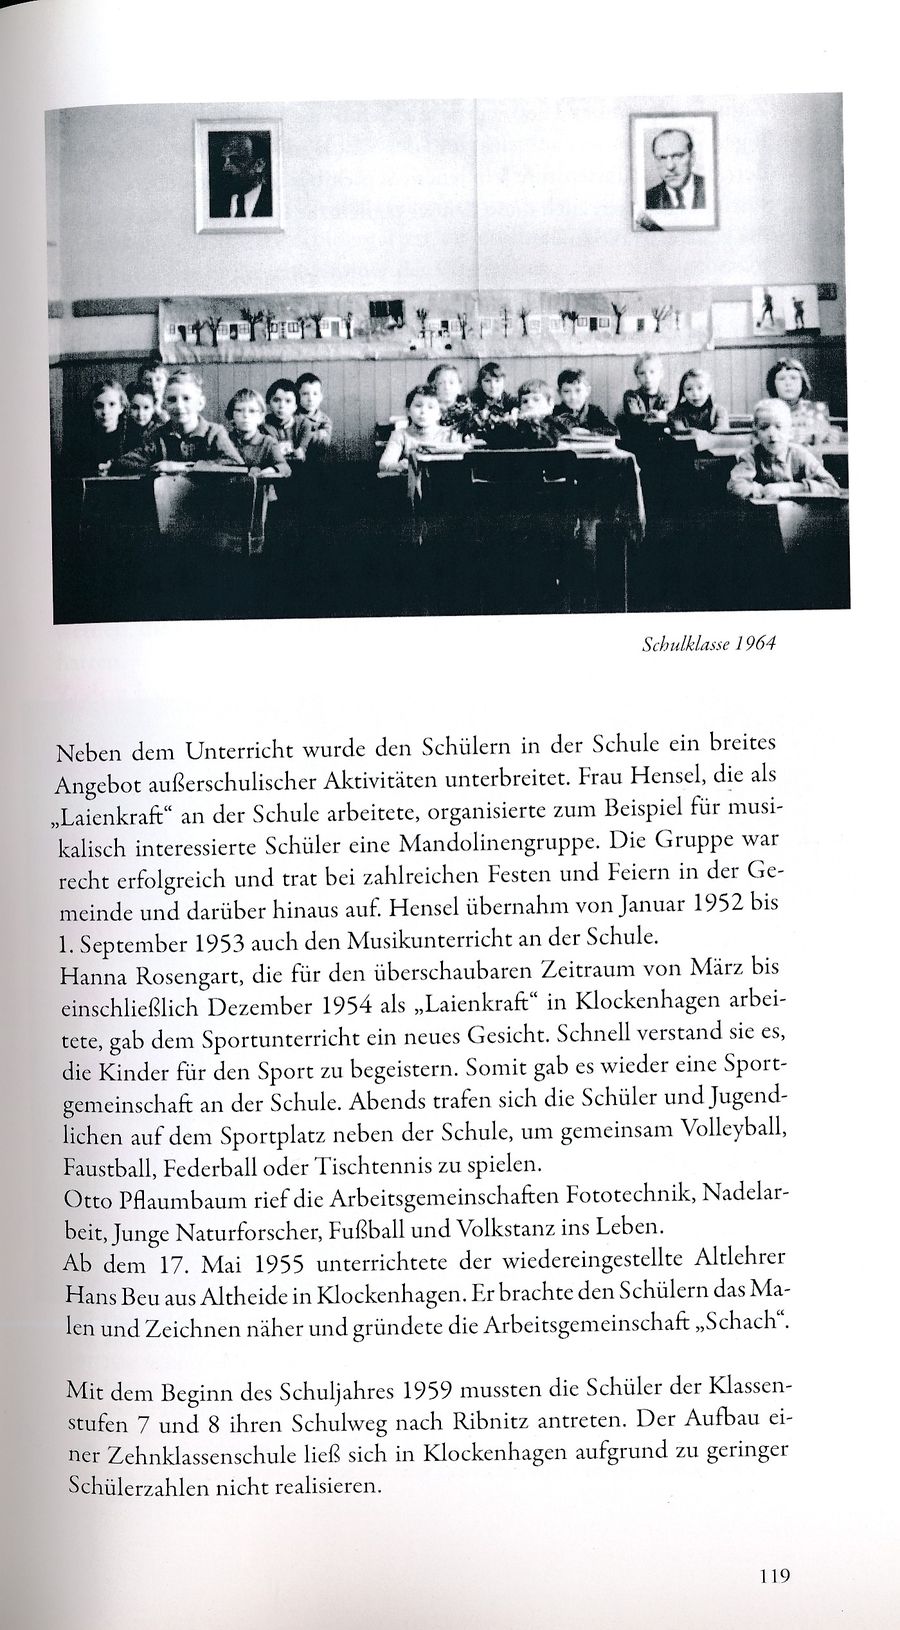 Schulklasse 1964
Neben dem Unterricht wurde den Schülern in der Schule ein breites
Angebot außerschulischer Aktivitäten unterbreitet. Frau Hensel, die als
„Laienkraft“ an der Schule arbeitete, organisierte zum Beispiel für musi-
kalisch interessierte Schüler eine Mandolinengruppe. Die Gruppe war
recht erfolgreich und trat bei zahlreichen Festen und Feiern in der Ge-
meinde und darüber hinaus auf. Hensel übernahm von Januar 1952 bis
1. September 1953 auch den Musikunterricht an der Schule.
Hanna Rosengart, die für den überschaubaren Zeitraum von März bis
einschließlich Dezember 1954 als „Laienkraft“ in Klockenhagen arbei-
tete, gab dem Sportunterricht ein neues Gesicht. Schnell verstand sie es,
die Kinder für den Sport zu begeistern. Somit gab es wieder eine Sport-
gemeinschaft an der Schule. Abends trafen sich die Schüler und Jugend-
lichen auf dem Sportplatz neben der Schule, um gemeinsam Volleyball,
Faustball, Federball oder Tischtennis zu spielen.
Otto Pflaumbaum rief die Arbeitsgemeinschaften Fototechnik, Nadelar-
beit, Junge Naturforscher, Fußball und Volkstanz ins Leben.
Ab dem 17. Mai 1955 unterrichtete der wiedereingestellte Altlehrer
Hans Beu aus Altheide in Klockenhagen. Er brachte den Schülern das Ma-
len und Zeichnen näher und gründete die Arbeitsgemeinschaft „Schach“.
Mit dem Beginn des Schuljahres 1959 mussten die Schüler der Klassen-
stufen 7 und 8 ihren Schulweg nach Ribnitz antreten. Der Aufbau ei-
ner Zehnklassenschule ließ sich in Klockenhagen aufgrund zu geringer
Schülerzahlen nicht realisieren.
119